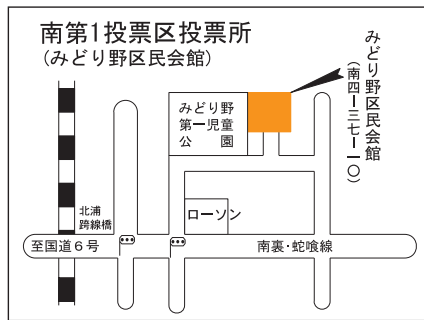 南第1投票区投票所
(みどり野区民会館)
みどり野区民会館
(南四ー三七ー一〇)
みどり野
第一児童
公園
北浦
跨線橋
ローソン
至国道6号
南裏・蛇喰線